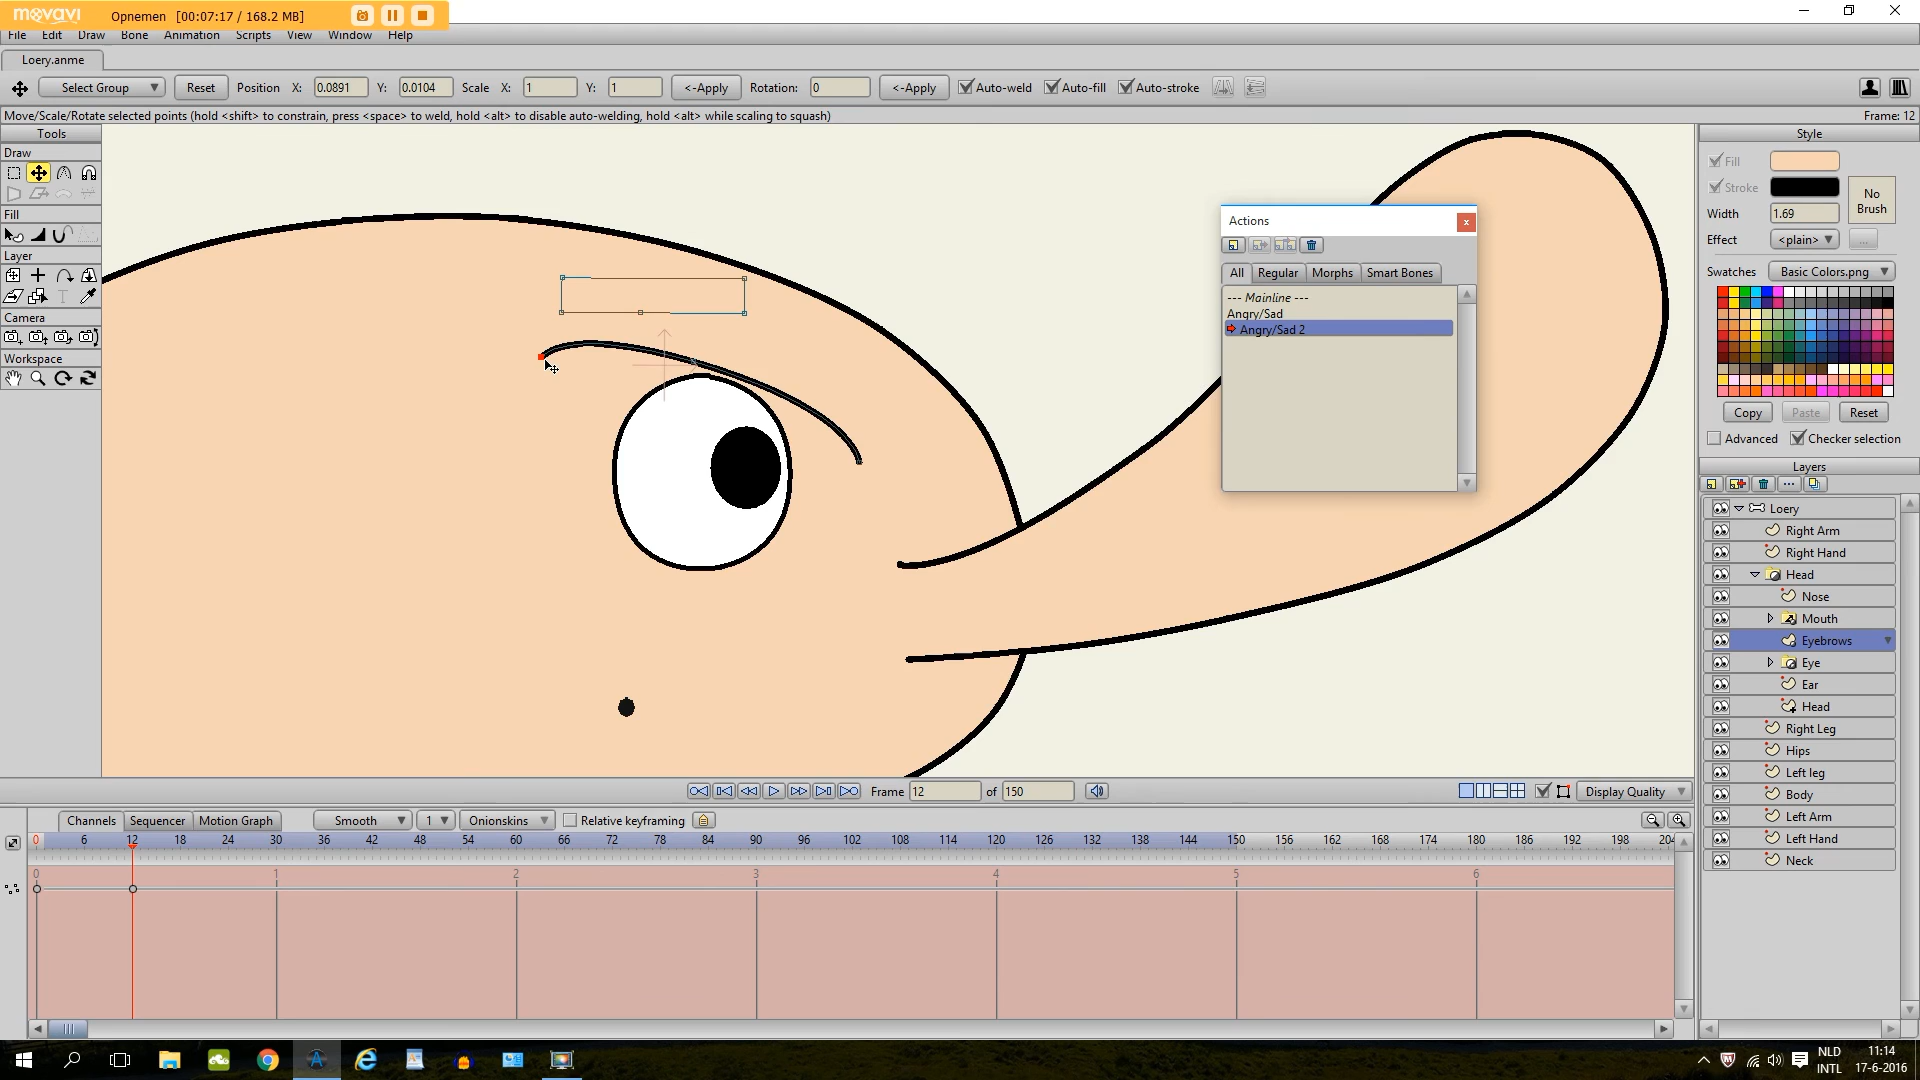 movavi Opnemen [00:07:17 / 168.2 MB]
File Edit Draw Bone Animation Scripts View Window Help
Loery.anme
Select Group Reset Position X: 0.0891 Y: 0.0104 Scale X: 1 Y: 1 <-Apply Rotation: 0 <-Apply Auto-weld Auto-fill Auto-stroke
Move/Scale/Rotate selected points (hold <shift> to constrain, press <space> to weld, hold <alt> to disable auto-welding, hold <alt> while scaling to squash) Frame: 12
Tools
Draw
Fill
Layer
Camera
Workspace
Actions
All Regular Morphs Smart Bones
--- Mainline ---
Angry/Sad
Angry/Sad 2
Style
Fill
Stroke
No Brush
Width 1.69
Effect <plain> ...
Swatches Basic Colors.png
Copy Paste Reset
Advanced Checker selection
Layers
Loery
Right Arm
Right Hand
Head
Nose
Mouth
Eyebrows
Eye
Ear
Head
Right Leg
Hips
Left leg
Body
Left Arm
Left Hand
Neck
Frame 12 of 150 Display Quality
Channels Sequencer Motion Graph Smooth 1 Onionskins Relative keyframing
0 6 12 18 24 30 36 42 48 54 60 66 72 78 84 90 96 102 108 114 120 126 132 138 144 150 156 162 168 174 180 186 192 198 204
0 1 2 3 4 5 6
NLD 11:14
INTL 17-6-2016